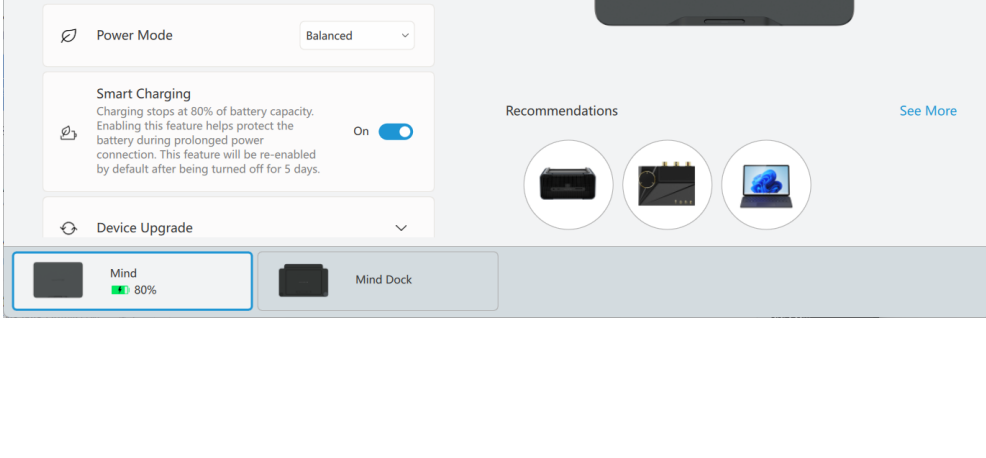 Power Mode
Balanced
Smart Charging
Charging stops at 80% of battery capacity.
Enabling this feature helps protect the
battery during prolonged power
connection. This feature will be re-enabled
by default after being turned off for 5 days.
On
Device Upgrade
Recommendations
See More
Mind
80%
Mind Dock